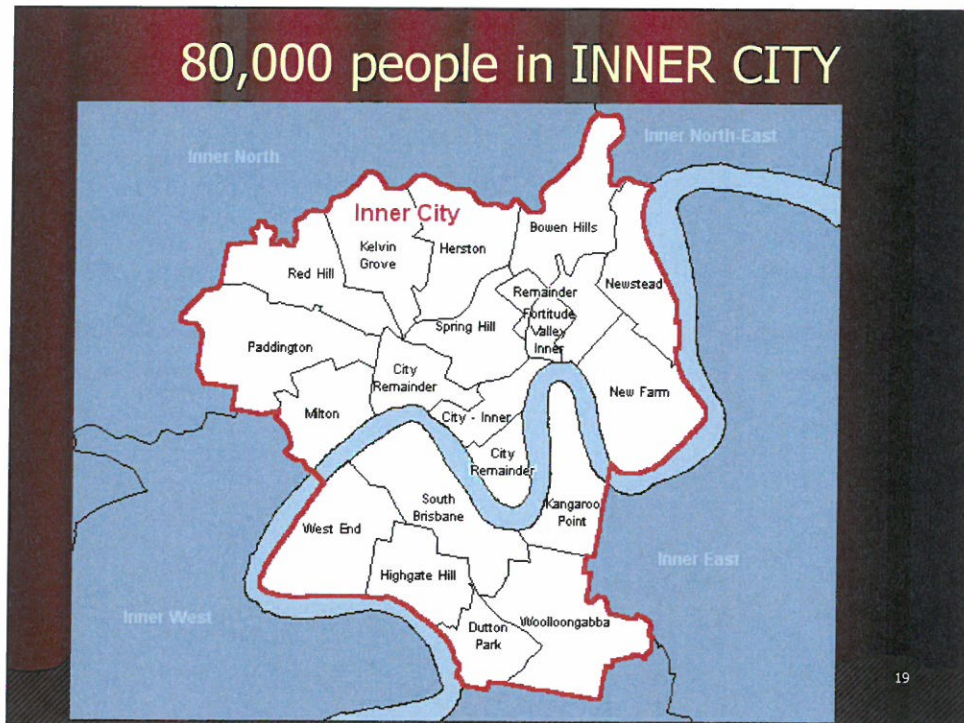 80,000 people in INNER CITY
Inner North
Inner North-East
Inner City
Bowen Hills
Kelvin
Grove
Herston
Red Hill
Newstead
Remainder
Fortitude
Valley
Inner
Spring Hill
Paddington
City
Remainder
New Farm
Milton
City - Inner
City
Remainder
South
Brisbane
Kangaroo
Point
West End
Inner East
Highgate Hill
Inner West
Dutton
Park
Woolloongabba
19